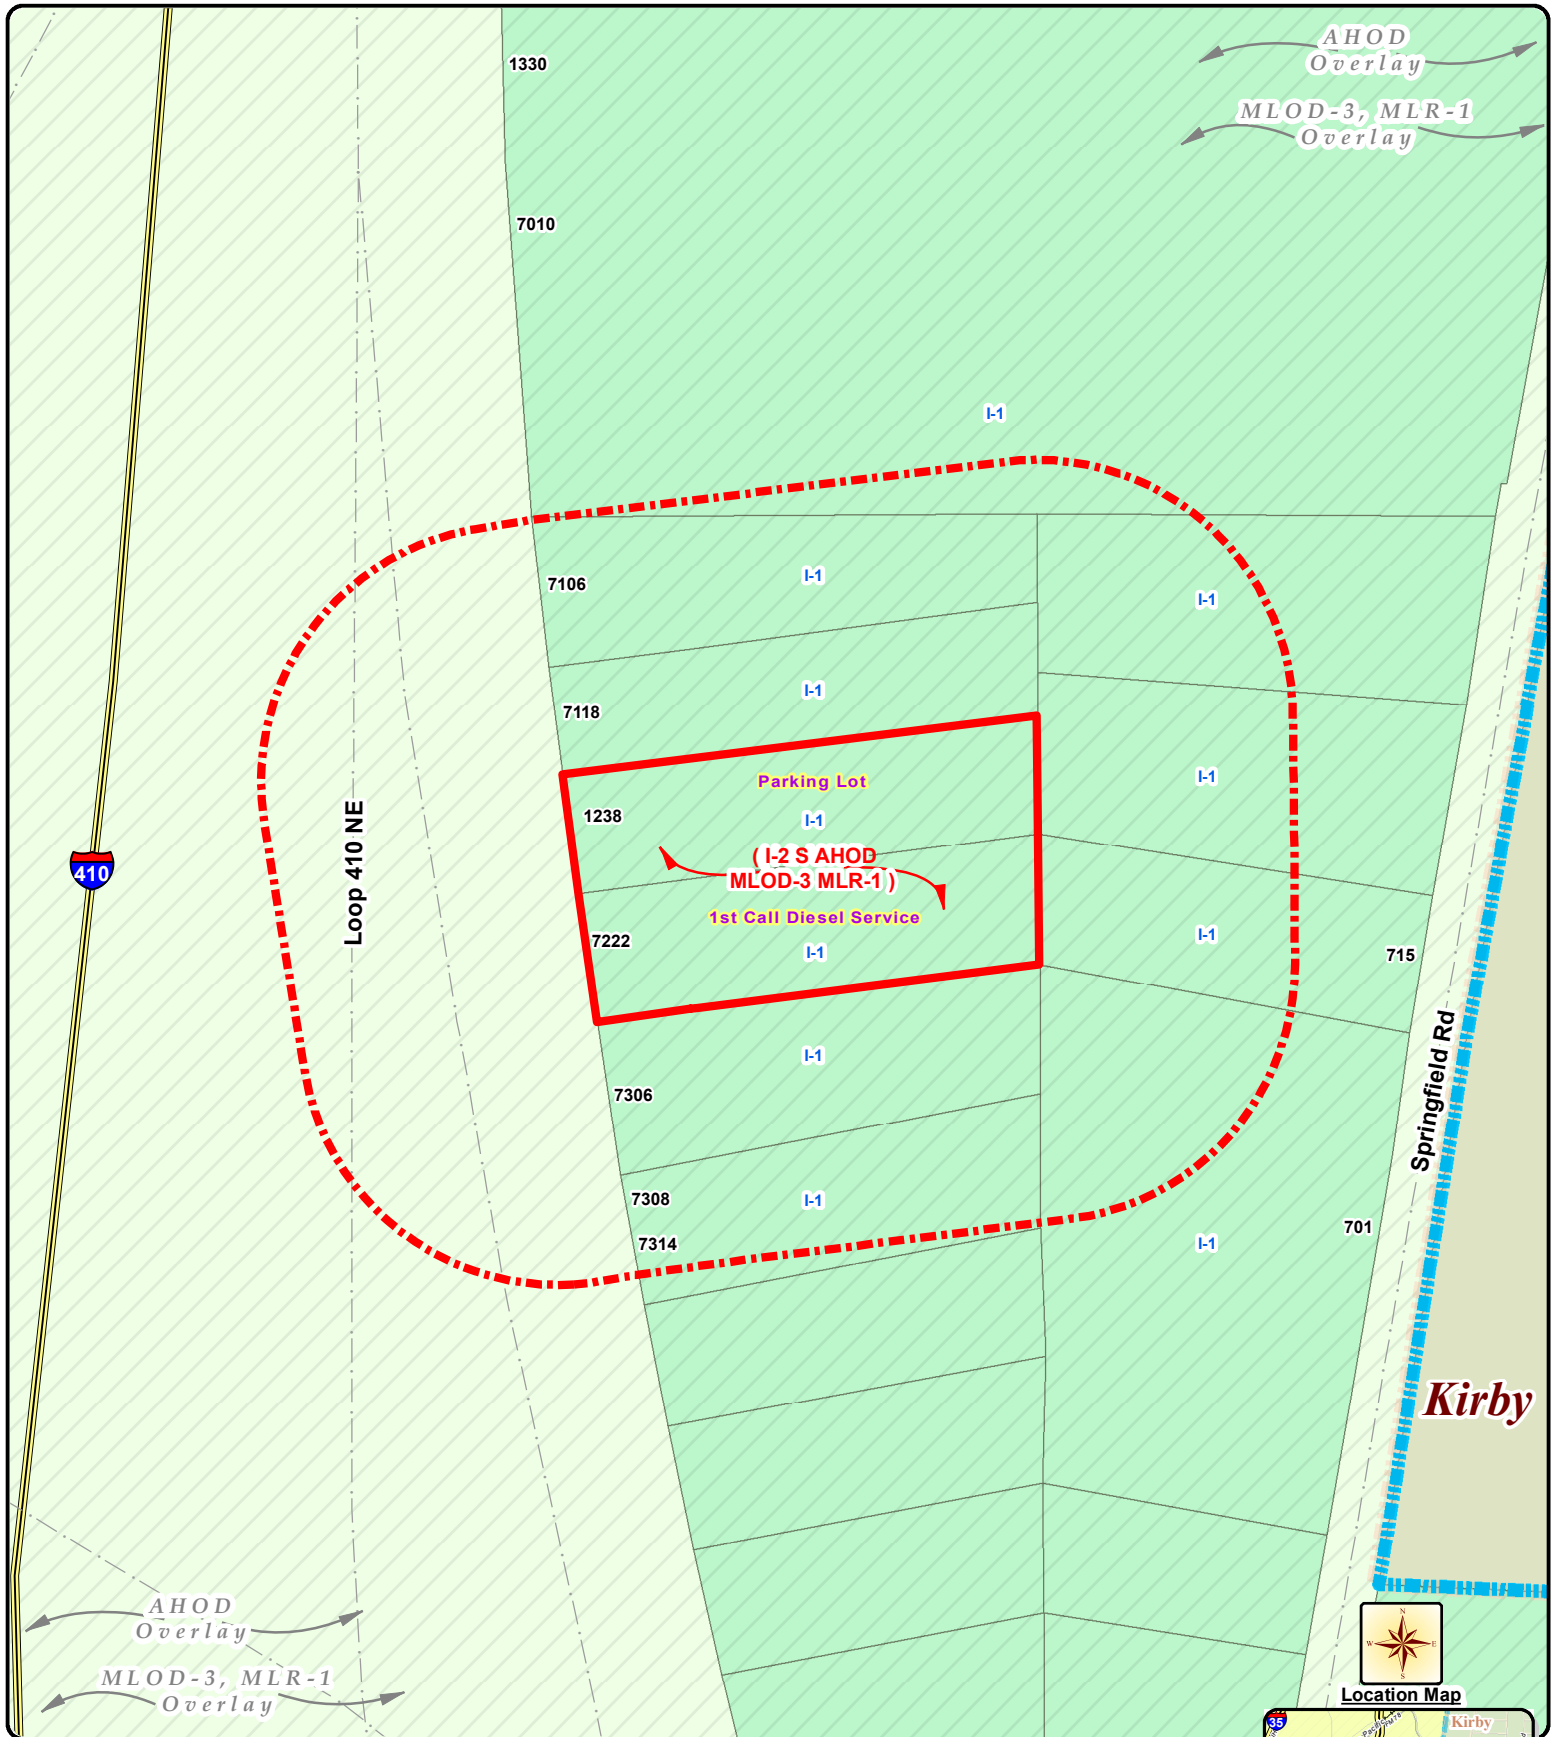 1330
AHOD
Overlay
MLOD-3, MLR-1
Overlay
7010
I-1
7106
I-1
I-1
I-1
7118
I-1
Parking Lot
1238
I-1
( I-2 S AHOD
MLOD-3 MLR-1 )
Loop 410 NE
410
1st Call Diesel Service
7222
I-1
I-1
715
Springfield Rd
I-1
7306
7308
I-1
7314
701
I-1
Kirby
AHOD
Overlay
MLOD-3, MLR-1
Overlay
N
W
E
S
Location Map
35
Kirby
FM 78